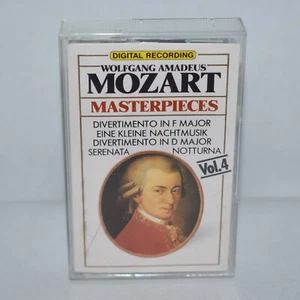 DIGITAL RECORDING
WOLFGANG AMADEUS
MOZART
MASTERPIECES
DIVERTIMENTO IN F MAJOR
EINE KLEINE NACHTMUSIK
DIVERTIMENTO IN D MAJOR
SERENATA NOTTURNA
Vol.4